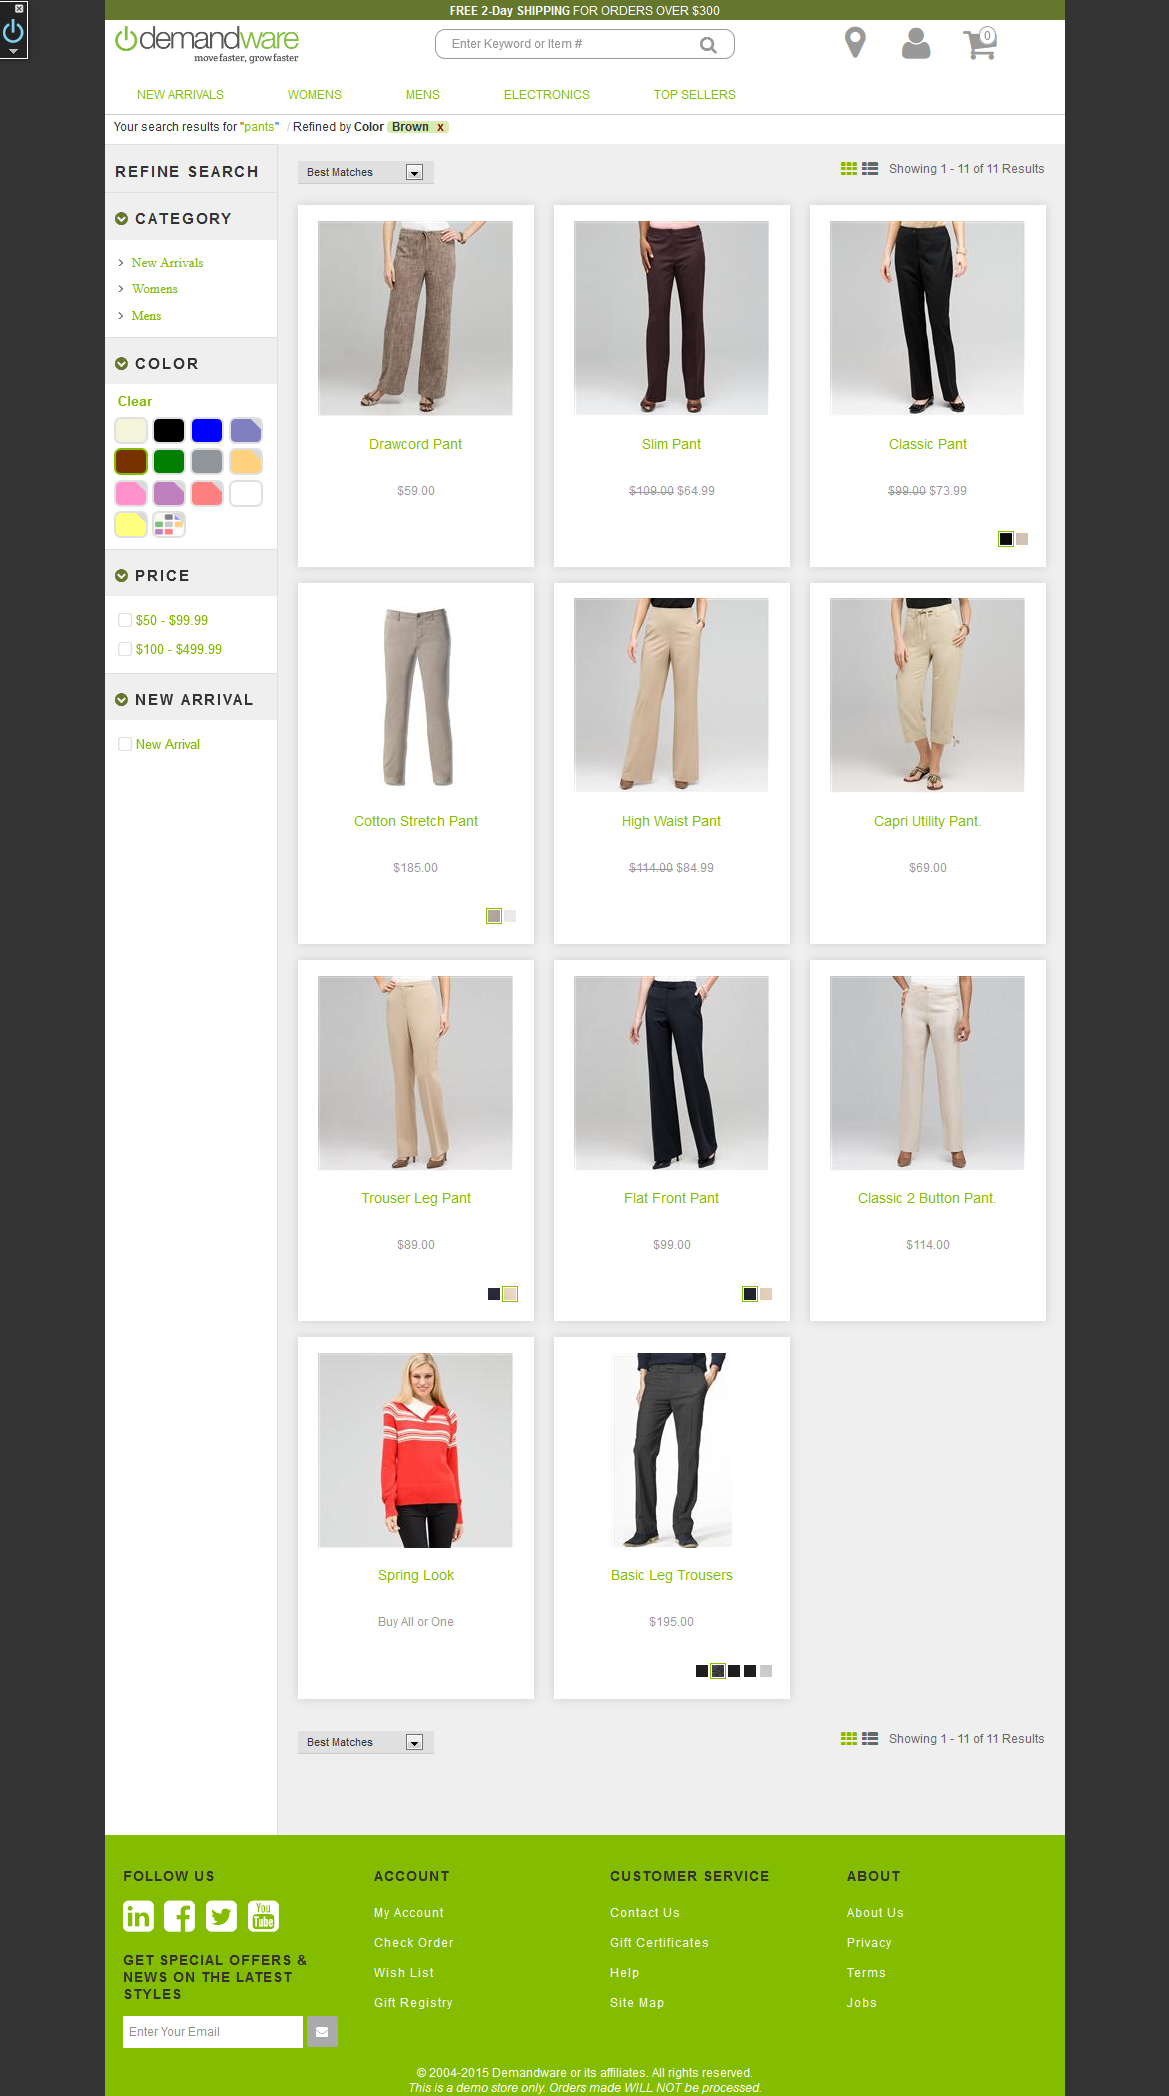 FREE 2-Day SHIPPING FOR ORDERS OVER $300
demandware
move faster, grow faster
Enter Keyword or Item #
0
NEW ARRIVALS WOMENS MENS ELECTRONICS TOP SELLERS
Your search results for "pants" / Refined by Color Brown x
REFINE SEARCH
CATEGORY
New Arrivals
Womens
Mens
COLOR
Clear
PRICE
$50 - $99.99
$100 - $499.99
NEW ARRIVAL
New Arrival
Best Matches
Showing 1 - 11 of 11 Results
Drawcord Pant
$59.00
Slim Pant
$109.00 $64.99
Classic Pant
$99.00 $73.99
Cotton Stretch Pant
$185.00
High Waist Pant
$114.00 $84.99
Capri Utility Pant.
$69.00
Trouser Leg Pant
$89.00
Flat Front Pant
$99.00
Classic 2 Button Pant.
$114.00
Spring Look
Buy All or One
Basic Leg Trousers
$195.00
Best Matches
Showing 1 - 11 of 11 Results
FOLLOW US
in
You
Tube
GET SPECIAL OFFERS &
NEWS ON THE LATEST
STYLES
Enter Your Email
ACCOUNT
My Account
Check Order
Wish List
Gift Registry
CUSTOMER SERVICE
Contact Us
Gift Certificates
Help
Site Map
ABOUT
About Us
Privacy
Terms
Jobs
© 2004-2015 Demandware or its affiliates. All rights reserved.
This is a demo store only. Orders made WILL NOT be processed.